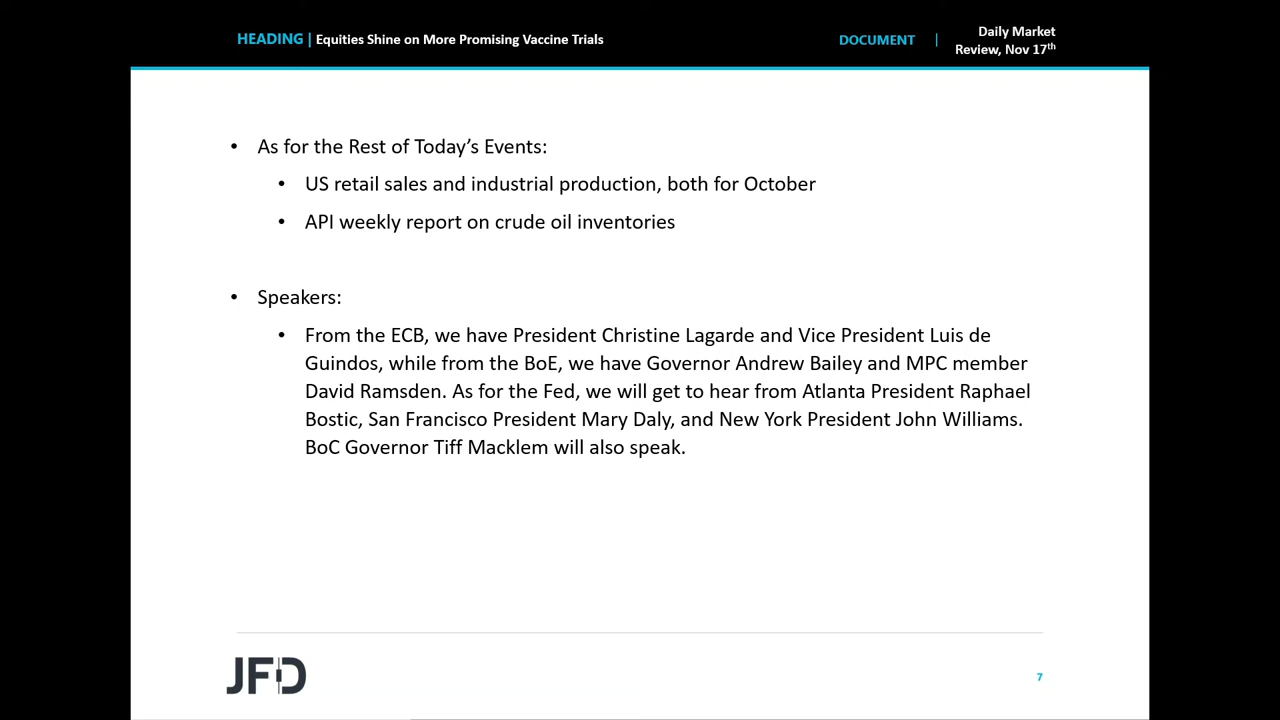 HEADING | Equities Shine on More Promising Vaccine Trials
DOCUMENT | Daily Market
Review, Nov 17th
• As for the Rest of Today’s Events:
• US retail sales and industrial production, both for October
• API weekly report on crude oil inventories
• Speakers:
• From the ECB, we have President Christine Lagarde and Vice President Luis de
Guindos, while from the BoE, we have Governor Andrew Bailey and MPC member
David Ramsden. As for the Fed, we will get to hear from Atlanta President Raphael
Bostic, San Francisco President Mary Daly, and New York President John Williams.
BoC Governor Tiff Macklem will also speak.
JFD
7